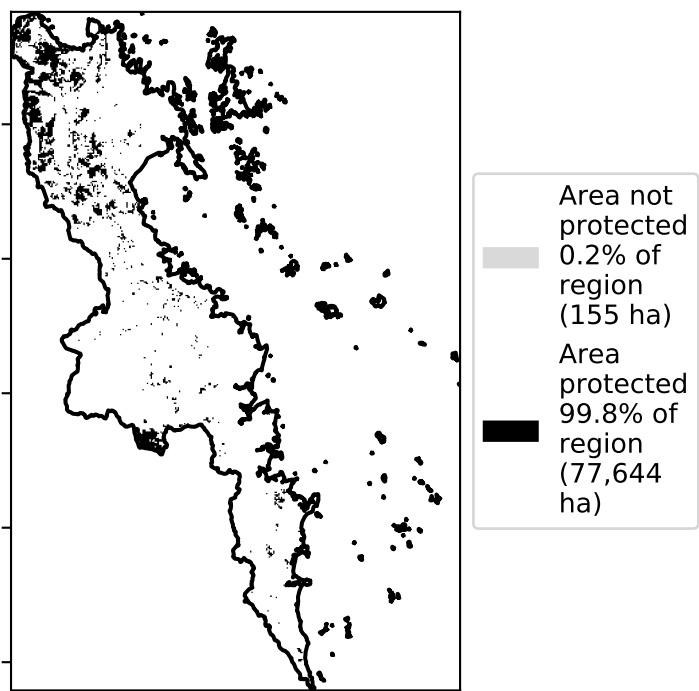 Area not
protected
0.2% of
region
(155 ha)
Area
protected
99.8% of
region
(77,644
ha)